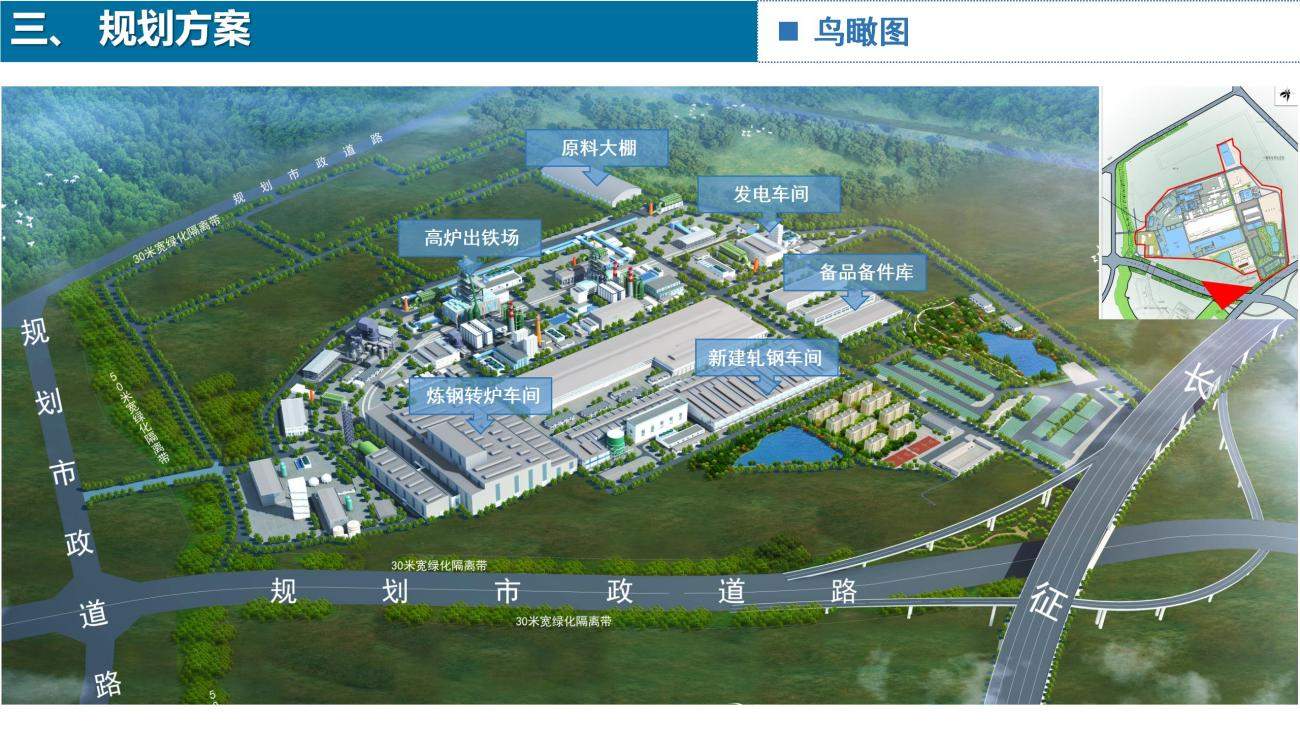 三、 规划方案
■ 鸟瞰图
原料大棚
发电车间
高炉出铁场
备品备件库
新建轧钢车间
炼钢转炉车间
规划市政道路
30米宽绿化隔离带
规划市政道路
50米宽绿化隔离带
30米宽绿化隔离带
规划市政道路
30米宽绿化隔离带
长征
5